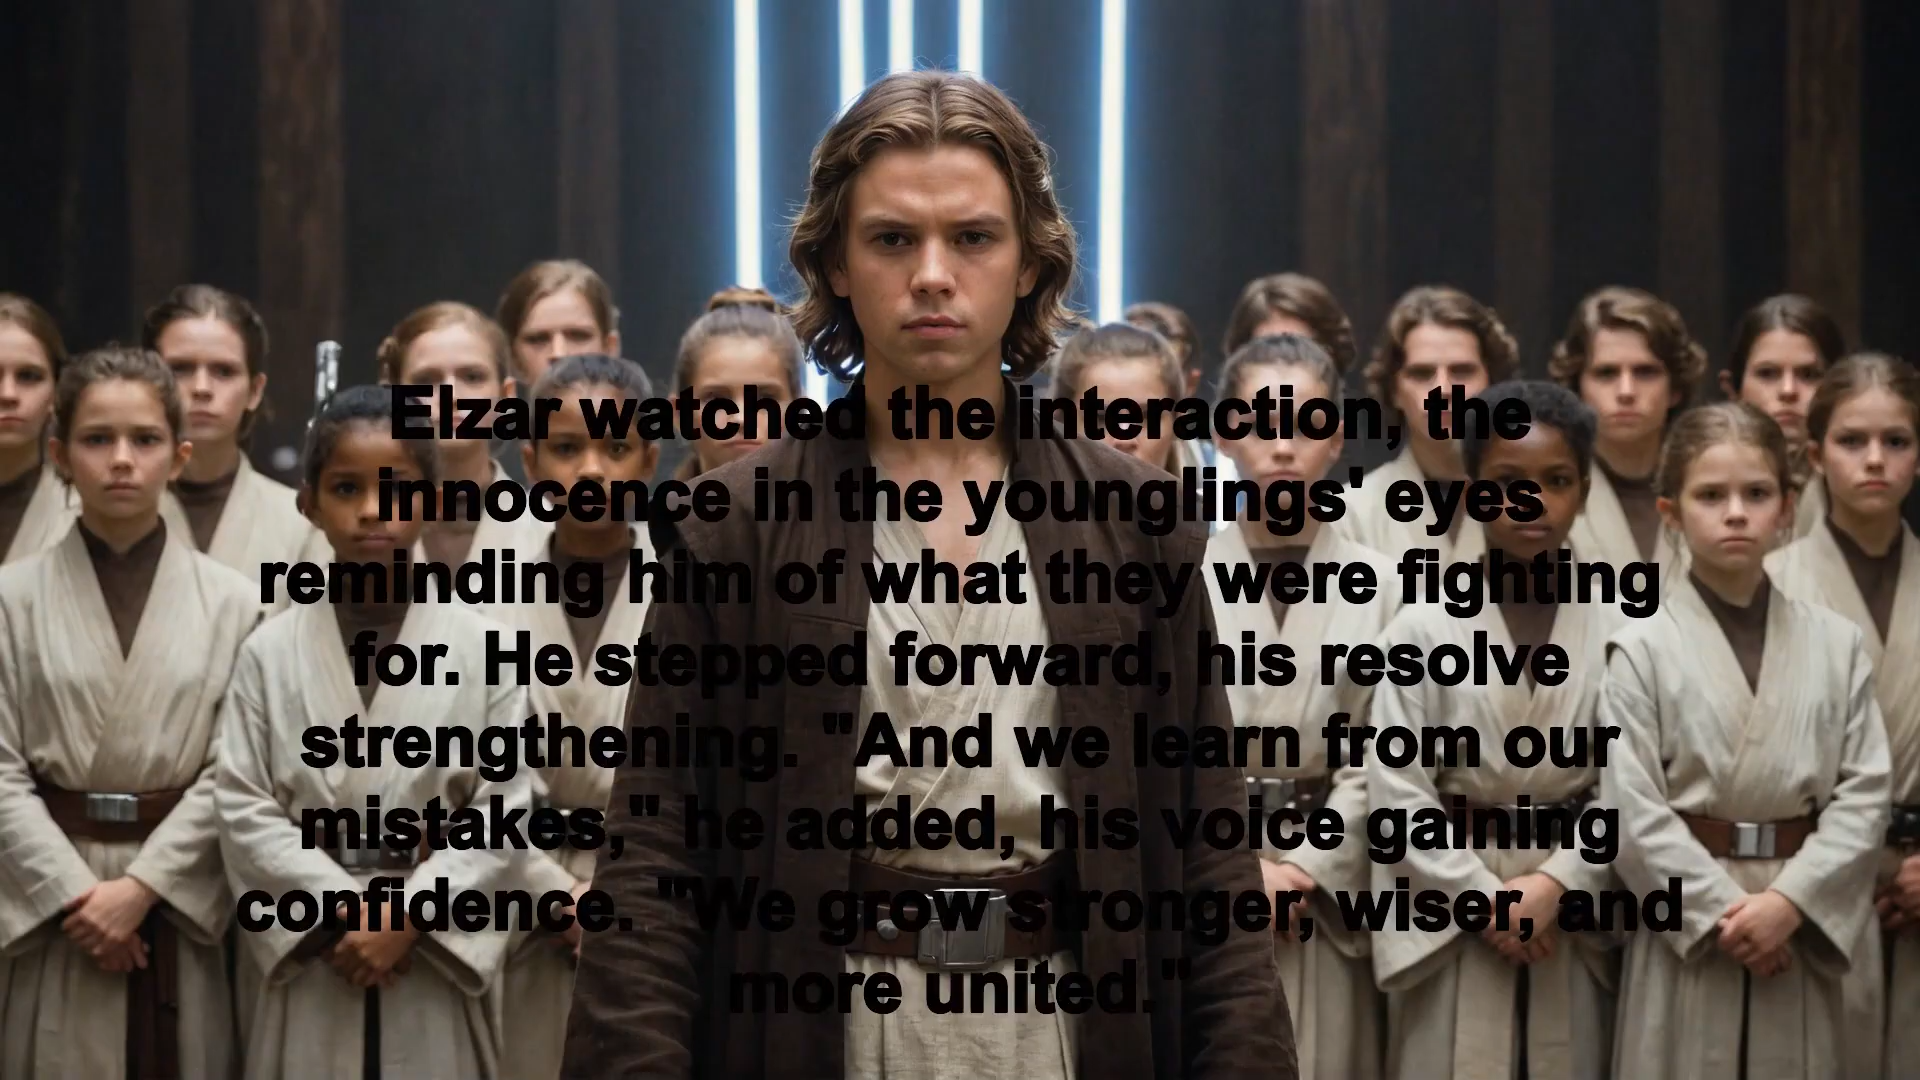 Elzar watched the interaction, the
innocence in the younglings' eyes
reminding him of what they were fighting
for. He stepped forward, his resolve
strengthening. "And we learn from our
mistakes," he added, his voice gaining
confidence. "We grow stronger, wiser, and
more united."